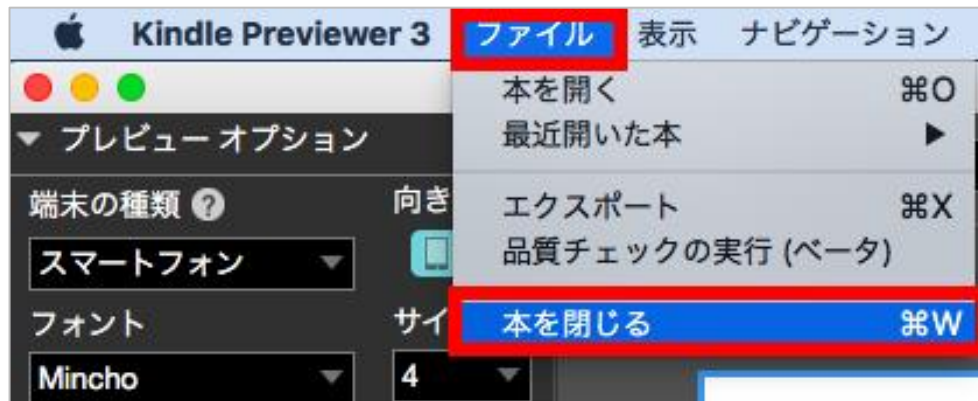 Kindle Previewer 3 ファイル 表示 ナビゲーション
本を開く ⌘O
最近開いた本 ▶
エクスポート ⌘X
品質チェックの実行 (ベータ)
本を閉じる ⌘W
▼ プレビュー オプション
端末の種類 ? 向き
スマートフォン
フォント サイ
Mincho 4